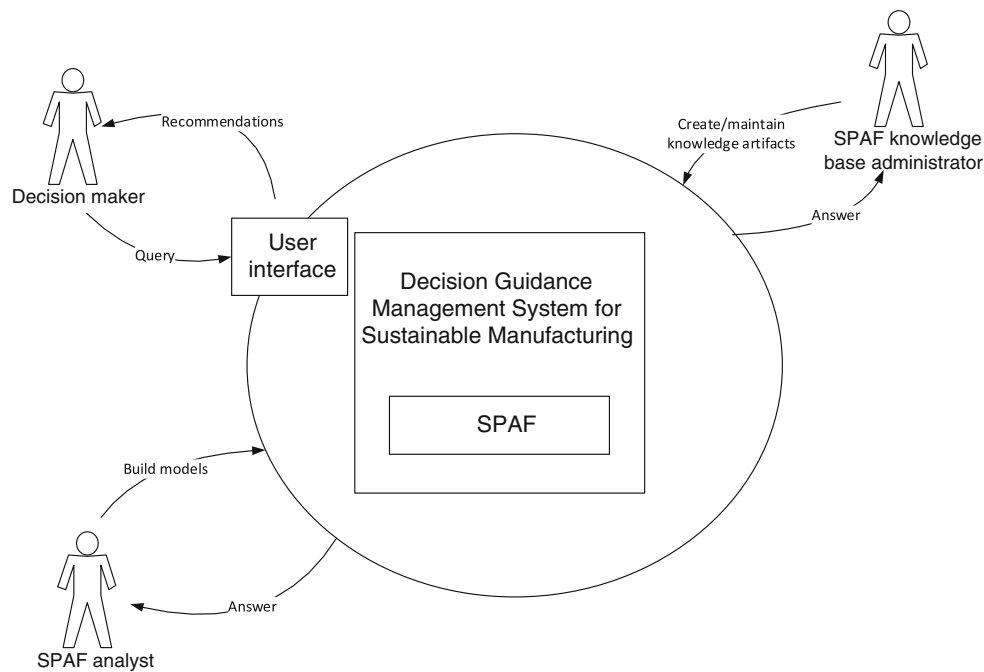 Recommendations
Decision maker
Query
User
interface
Create/maintain
knowledge artifacts
SPAF knowledge
base administrator
Answer
Decision Guidance
Management System for
Sustainable Manufacturing
SPAF
Build models
Answer
SPAF analyst